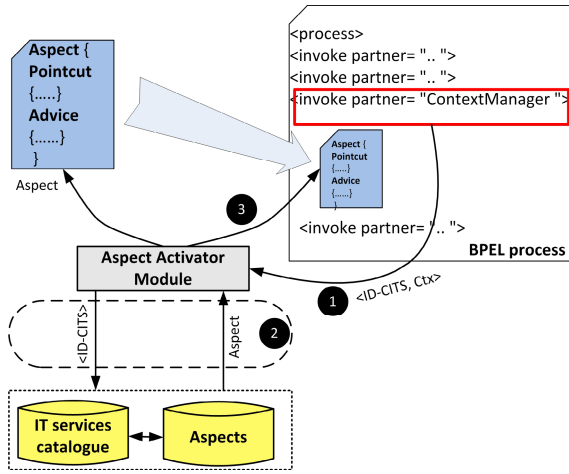 Aspect {
Pointcut
{.....}
Advice
{......}
}
Aspect
<process>
<invoke partner= ".. ">
<invoke partner= ".. ">
<invoke partner= "ContextManager ">
Aspect {
Pointcut
{.....}
Advice
{......}
}
<invoke partner= ".. ">
BPEL process
3
Aspect Activator
Module
1
<ID-CITS, Ctx>
2
<ID-CITS>
Aspect
IT services
catalogue
Aspects